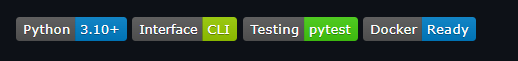 Python 3.10+ Interface CLI Testing pytest Docker Ready